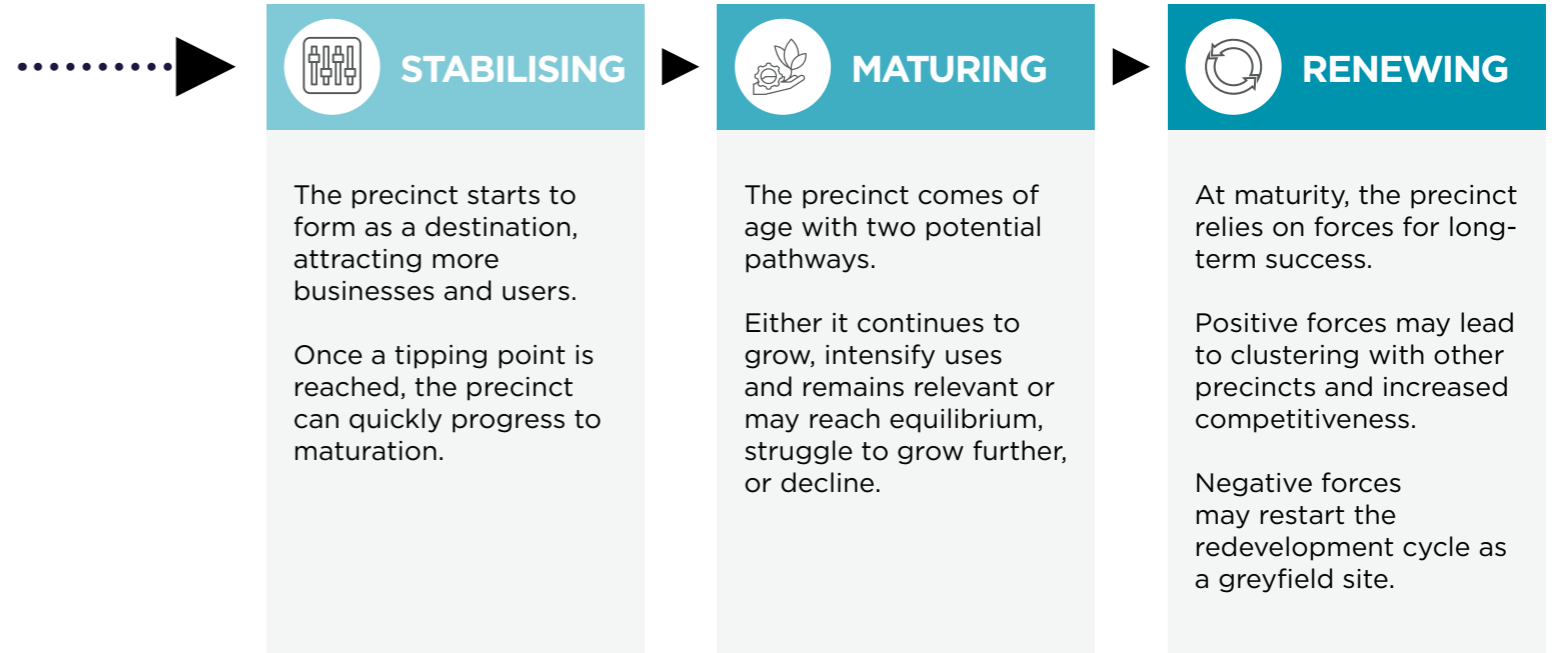 STABILISING
The precinct starts to
form as a destination,
attracting more
businesses and users.
Once a tipping point is
reached, the precinct
can quickly progress to
maturation.
MATURING
The precinct comes of
age with two potential
pathways.
Either it continues to
grow, intensify uses
and remains relevant or
may reach equilibrium,
struggle to grow further,
or decline.
RENEWING
At maturity, the precinct
relies on forces for long-
term success.
Positive forces may lead
to clustering with other
precincts and increased
competitiveness.
Negative forces
may restart the
redevelopment cycle as
a greyfield site.